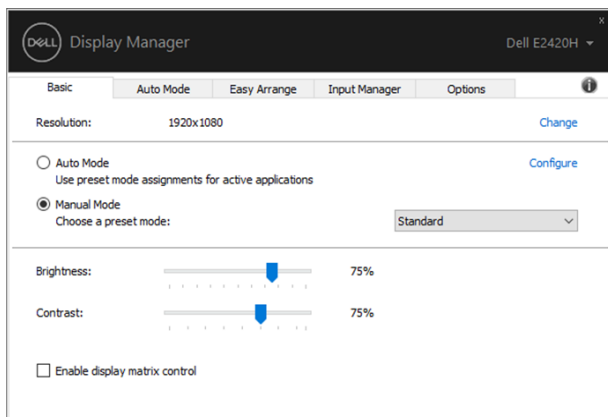 x
DELL Display Manager Dell E2420H
Basic Auto Mode Easy Arrange Input Manager Options i
Resolution: 1920x1080 Change
Auto Mode Configure
Use preset mode assignments for active applications
Manual Mode
Choose a preset mode: Standard
Brightness: 75%
Contrast: 75%
Enable display matrix control